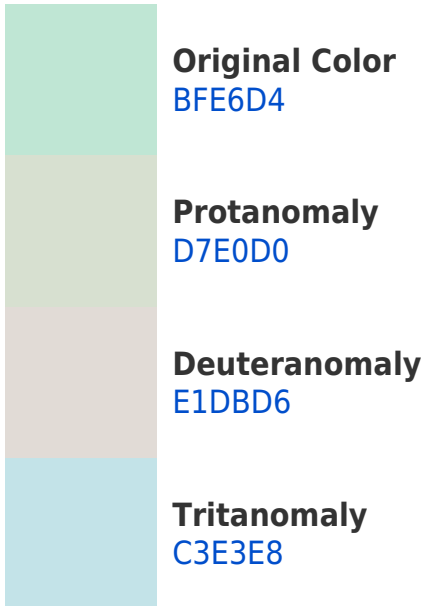 Original Color
BFE6D4
Protanomaly
D7E0D0
Deuteranomaly
E1DBD6
Tritanomaly
C3E3E8